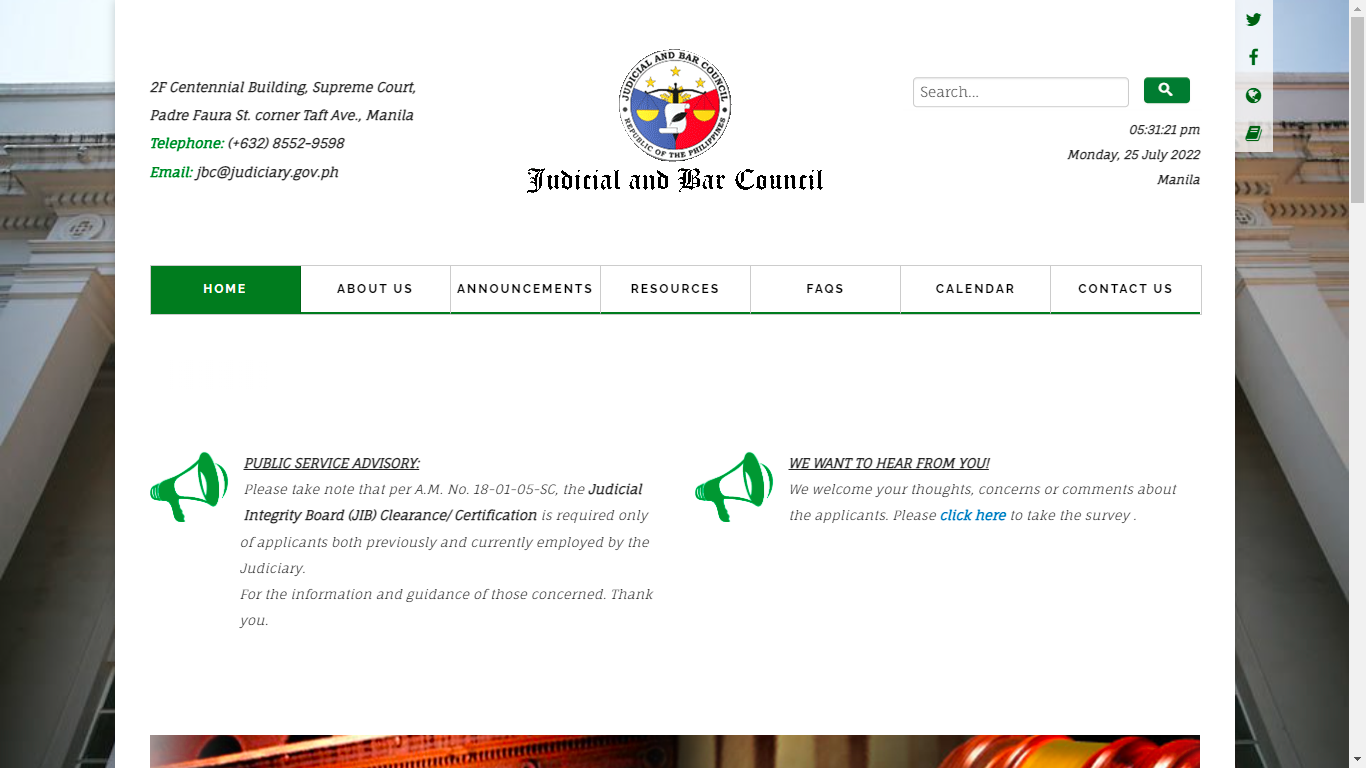 2F Centennial Building, Supreme Court,
Padre Faura St. corner Taft Ave., Manila
Telephone: (+632) 8552-9598
Email: jbc@judiciary.gov.ph
JUDICIAL AND BAR COUNCIL
REPUBLIC OF THE PHILIPPINES
Judicial and Bar Council
Search...
05:31:21 pm
Monday, 25 July 2022
Manila
HOME
ABOUT US
ANNOUNCEMENTS
RESOURCES
FAQS
CALENDAR
CONTACT US
PUBLIC SERVICE ADVISORY:
Please take note that per A.M. No. 18-01-05-SC, the Judicial
Integrity Board (JIB) Clearance/ Certification is required only
of applicants both previously and currently employed by the
Judiciary.
For the information and guidance of those concerned. Thank
you.
WE WANT TO HEAR FROM YOU!
We welcome your thoughts, concerns or comments about
the applicants. Please click here to take the survey .